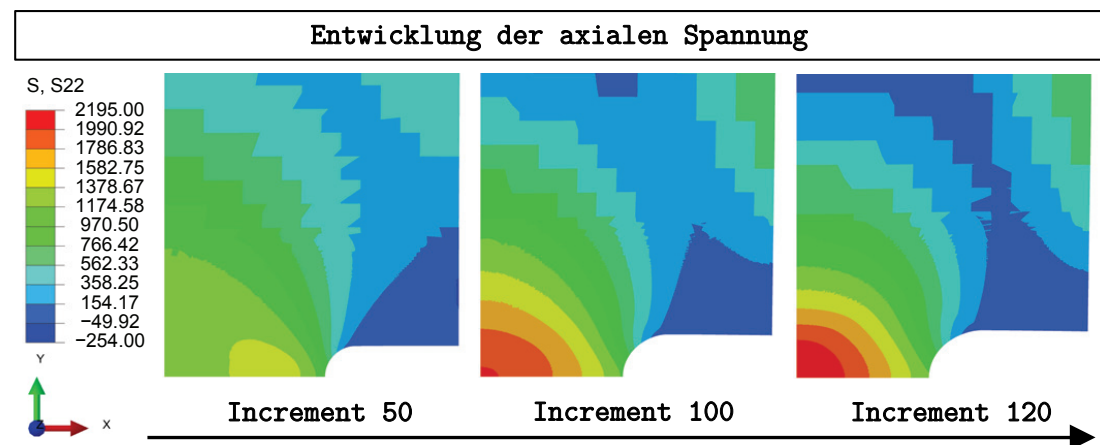 Entwicklung der axialen Spannung
S, S22
2195.00
1990.92
1786.83
1582.75
1378.67
1174.58
970.50
766.42
562.33
358.25
154.17
−49.92
−254.00
Y
Z
X
Increment 50
Increment 100
Increment 120